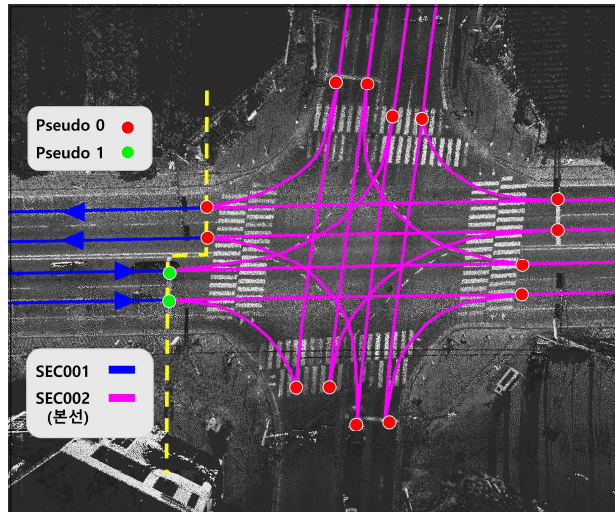 Pseudo 0
Pseudo 1
SEC001
SEC002
(본선)